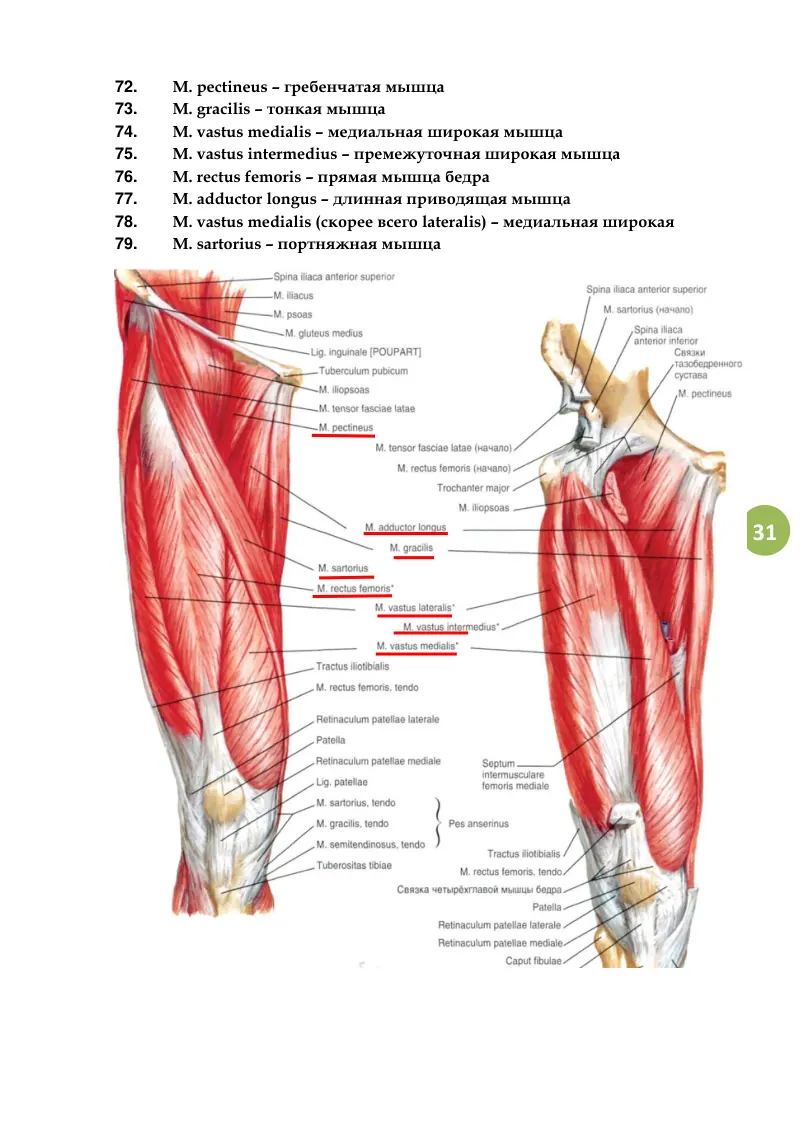 72. M. pectineus – гребенчатая мышца
73. M. gracilis – тонкая мышца
74. M. vastus medialis – медиальная широкая мышца
75. M. vastus intermedius – премежуточная широкая мышца
76. M. rectus femoris – прямая мышца бедра
77. M. adductor longus – длинная приводящая мышца
78. M. vastus medialis (скорее всего lateralis) – медиальная широкая
79. M. sartorius – портняжная мышца
Spina iliaca anterior superior
M. iliacus
M. psoas
M. gluteus medius
Lig. inguinale [POUPART]
Tuberculum pubicum
M. iliopsoas
M. tensor fasciae latae
M. pectineus
Spina iliaca anterior superior
M. sartorius (начало)
Spina iliaca
anterior inferior
Связки
тазобедренного
сустава
M. pectineus
M. tensor fasciae latae (начало)
M. rectus femoris (начало)
Trochanter major
M. iliopsoas
M. adductor longus
M. gracilis
31
M. sartorius
M. rectus femoris*
M. vastus lateralis*
M. vastus intermedius*
M. vastus medialis*
Tractus iliotibialis
M. rectus femoris, tendo
Retinaculum patellae laterale
Patella
Retinaculum patellae mediale
Lig. patellae
M. sartorius, tendo
M. gracilis, tendo
M. semitendinosus, tendo
Pes anserinus
Tuberositas tibiae
Septum
intermusculare
femoris mediale
Tractus iliotibialis
M. rectus femoris, tendo
Связка четырёхглавой мышцы бедра
Patella
Retinaculum patellae laterale
Retinaculum patellae mediale
Caput fibulae